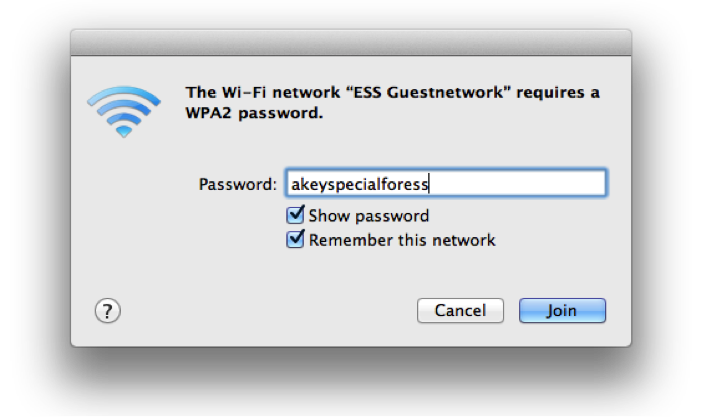 The Wi-Fi network “ESS Guestnetwork” requires a
WPA2 password.
Password: akeyspecialforess
Show password
Remember this network
? Cancel Join